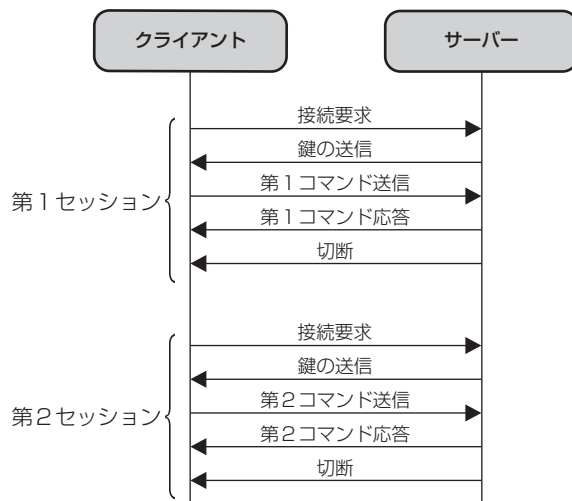 クライアント
サーバー
第1セッション
接続要求
鍵の送信
第1コマンド送信
第1コマンド応答
切断
第2セッション
接続要求
鍵の送信
第2コマンド送信
第2コマンド応答
切断